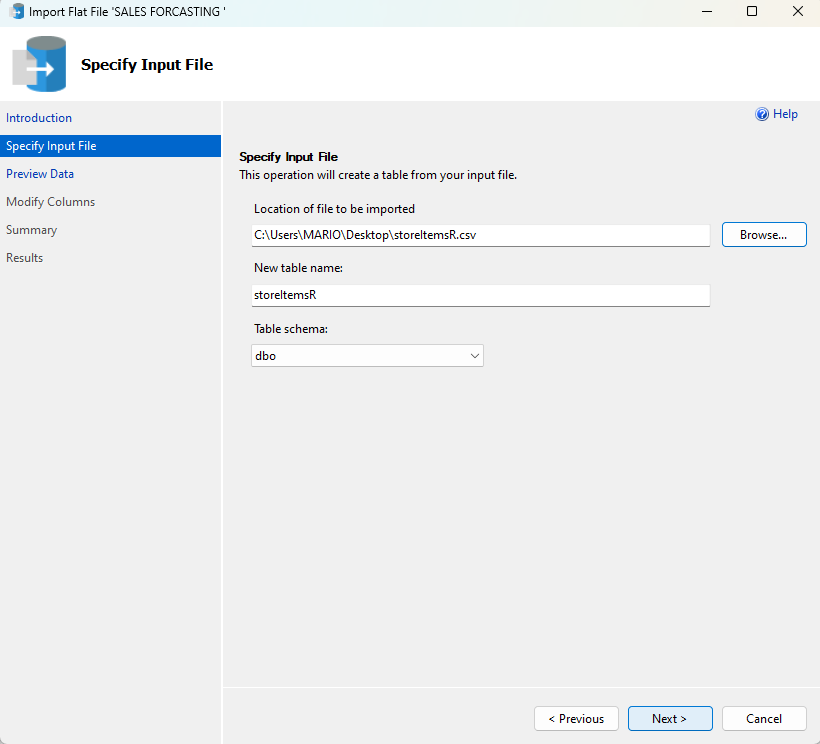 Import Flat File 'SALES FORCASTING '
Specify Input File
Introduction
Specify Input File
Preview Data
Modify Columns
Summary
Results
Help
Specify Input File
This operation will create a table from your input file.
Location of file to be imported
C:\Users\MARIO\Desktop\storeItemsR.csv
Browse...
New table name:
storeItemsR
Table schema:
dbo
< Previous
Next >
Cancel